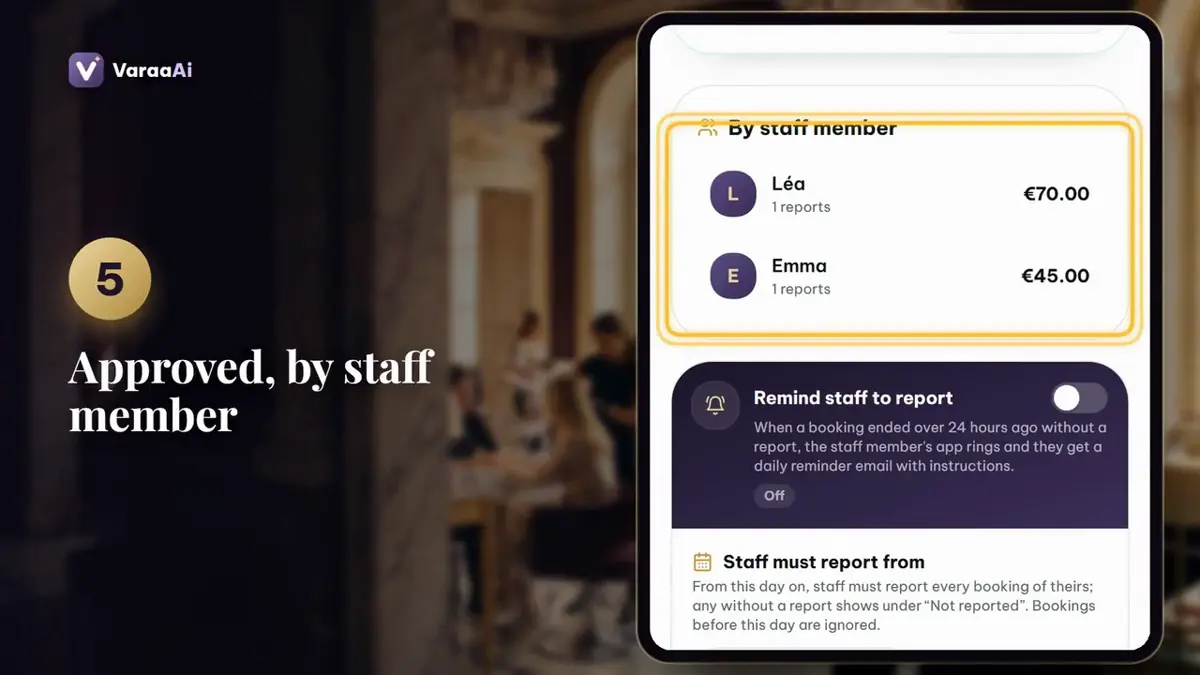 VaraaAi
5
Approved, by staff
member
By staff member
L
Léa
1 reports
€70.00
E
Emma
1 reports
€45.00
Remind staff to report
When a booking ended over 24 hours ago without a
report, the staff member's app rings and they get a
daily reminder email with instructions.
Off
Staff must report from
From this day on, staff must report every booking of theirs;
any without a report shows under “Not reported”. Bookings
before this day are ignored.